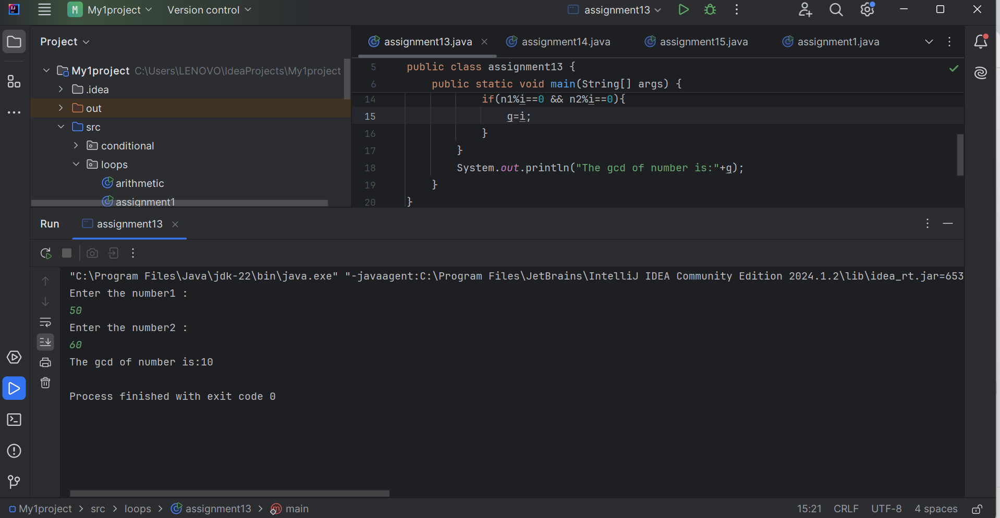 M My1project Version control assignment13
Project
assignment13.java assignment14.java assignment15.java assignment1.java
My1project C:\Users\LENOVO\IdeaProjects\My1project
.idea
out
src
conditional
loops
arithmetic
assignment1
5 public class assignment13 {
6 public static void main(String[] args) {
14 if(n1%i==0 && n2%i==0){
15 g=i;
16 }
17 }
18 System.out.println("The gcd of number is:"+g);
19 }
20 }
Run assignment13
"C:\Program Files\Java\jdk-22\bin\java.exe" "-javaagent:C:\Program Files\JetBrains\IntelliJ IDEA Community Edition 2024.1.2\lib\idea_rt.jar=653
Enter the number1 :
50
Enter the number2 :
60
The gcd of number is:10
Process finished with exit code 0
My1project > src > loops > assignment13 > main 15:21 CRLF UTF-8 4 spaces